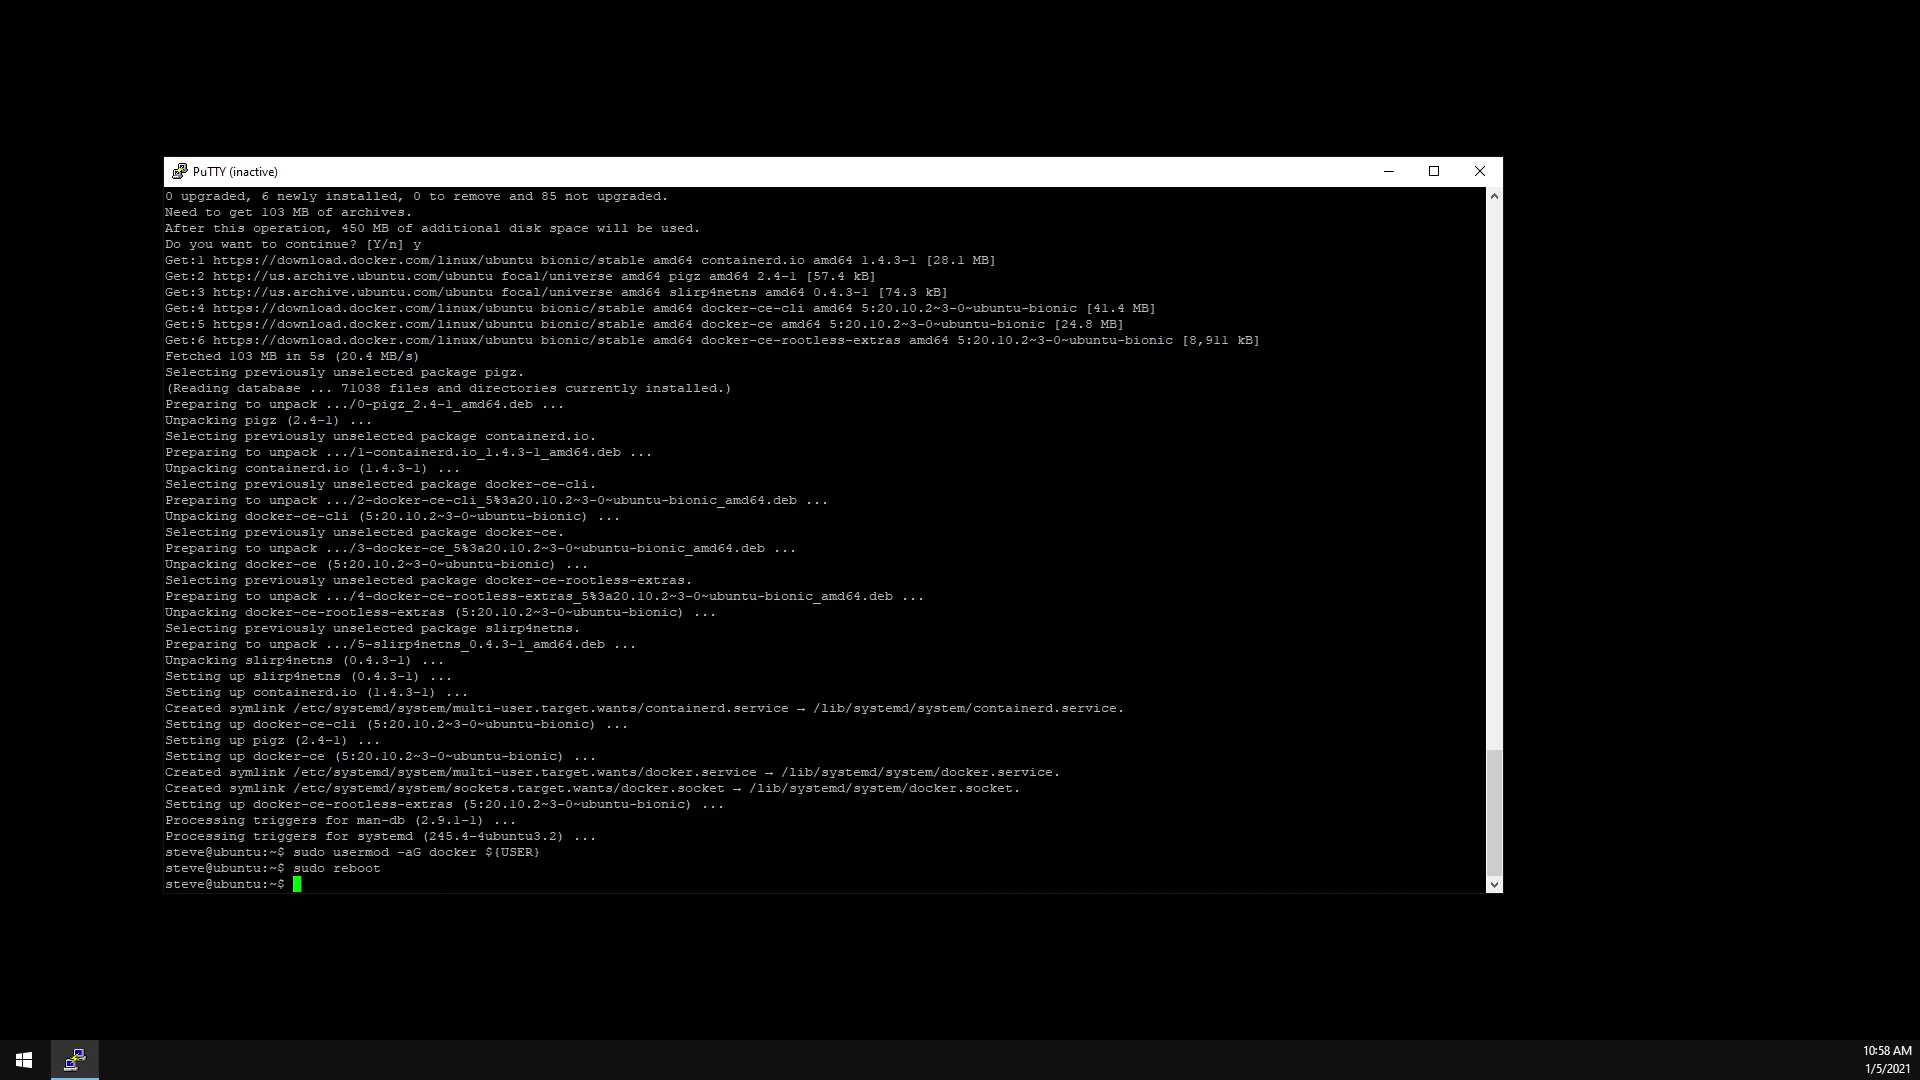 PuTTY (inactive)
0 upgraded, 6 newly installed, 0 to remove and 85 not upgraded.
Need to get 103 MB of archives.
After this operation, 450 MB of additional disk space will be used.
Do you want to continue? [Y/n] y
Get:1 https://download.docker.com/linux/ubuntu bionic/stable amd64 containerd.io amd64 1.4.3-1 [28.1 MB]
Get:2 http://us.archive.ubuntu.com/ubuntu focal/universe amd64 pigz amd64 2.4-1 [57.4 kB]
Get:3 http://us.archive.ubuntu.com/ubuntu focal/universe amd64 slirp4netns amd64 0.4.3-1 [74.3 kB]
Get:4 https://download.docker.com/linux/ubuntu bionic/stable amd64 docker-ce-cli amd64 5:20.10.2~3-0~ubuntu-bionic [41.4 MB]
Get:5 https://download.docker.com/linux/ubuntu bionic/stable amd64 docker-ce amd64 5:20.10.2~3-0~ubuntu-bionic [24.8 MB]
Get:6 https://download.docker.com/linux/ubuntu bionic/stable amd64 docker-ce-rootless-extras amd64 5:20.10.2~3-0~ubuntu-bionic [8,911 kB]
Fetched 103 MB in 5s (20.4 MB/s)
Selecting previously unselected package pigz.
(Reading database ... 71038 files and directories currently installed.)
Preparing to unpack .../0-pigz_2.4-1_amd64.deb ...
Unpacking pigz (2.4-1) ...
Selecting previously unselected package containerd.io.
Preparing to unpack .../1-containerd.io_1.4.3-1_amd64.deb ...
Unpacking containerd.io (1.4.3-1) ...
Selecting previously unselected package docker-ce-cli.
Preparing to unpack .../2-docker-ce-cli_5%3a20.10.2~3-0~ubuntu-bionic_amd64.deb ...
Unpacking docker-ce-cli (5:20.10.2~3-0~ubuntu-bionic) ...
Selecting previously unselected package docker-ce.
Preparing to unpack .../3-docker-ce_5%3a20.10.2~3-0~ubuntu-bionic_amd64.deb ...
Unpacking docker-ce (5:20.10.2~3-0~ubuntu-bionic) ...
Selecting previously unselected package docker-ce-rootless-extras.
Preparing to unpack .../4-docker-ce-rootless-extras_5%3a20.10.2~3-0~ubuntu-bionic_amd64.deb ...
Unpacking docker-ce-rootless-extras (5:20.10.2~3-0~ubuntu-bionic) ...
Selecting previously unselected package slirp4netns.
Preparing to unpack .../5-slirp4netns_0.4.3-1_amd64.deb ...
Unpacking slirp4netns (0.4.3-1) ...
Setting up slirp4netns (0.4.3-1) ...
Setting up containerd.io (1.4.3-1) ...
Created symlink /etc/systemd/system/multi-user.target.wants/containerd.service → /lib/systemd/system/containerd.service.
Setting up docker-ce-cli (5:20.10.2~3-0~ubuntu-bionic) ...
Setting up pigz (2.4-1) ...
Setting up docker-ce (5:20.10.2~3-0~ubuntu-bionic) ...
Created symlink /etc/systemd/system/multi-user.target.wants/docker.service → /lib/systemd/system/docker.service.
Created symlink /etc/systemd/system/sockets.target.wants/docker.socket → /lib/systemd/system/docker.socket.
Setting up docker-ce-rootless-extras (5:20.10.2~3-0~ubuntu-bionic) ...
Processing triggers for man-db (2.9.1-1) ...
Processing triggers for systemd (245.4-4ubuntu3.2) ...
steve@ubuntu:~$ sudo usermod -aG docker ${USER}
steve@ubuntu:~$ sudo reboot
steve@ubuntu:~$
10:58 AM
1/5/2021